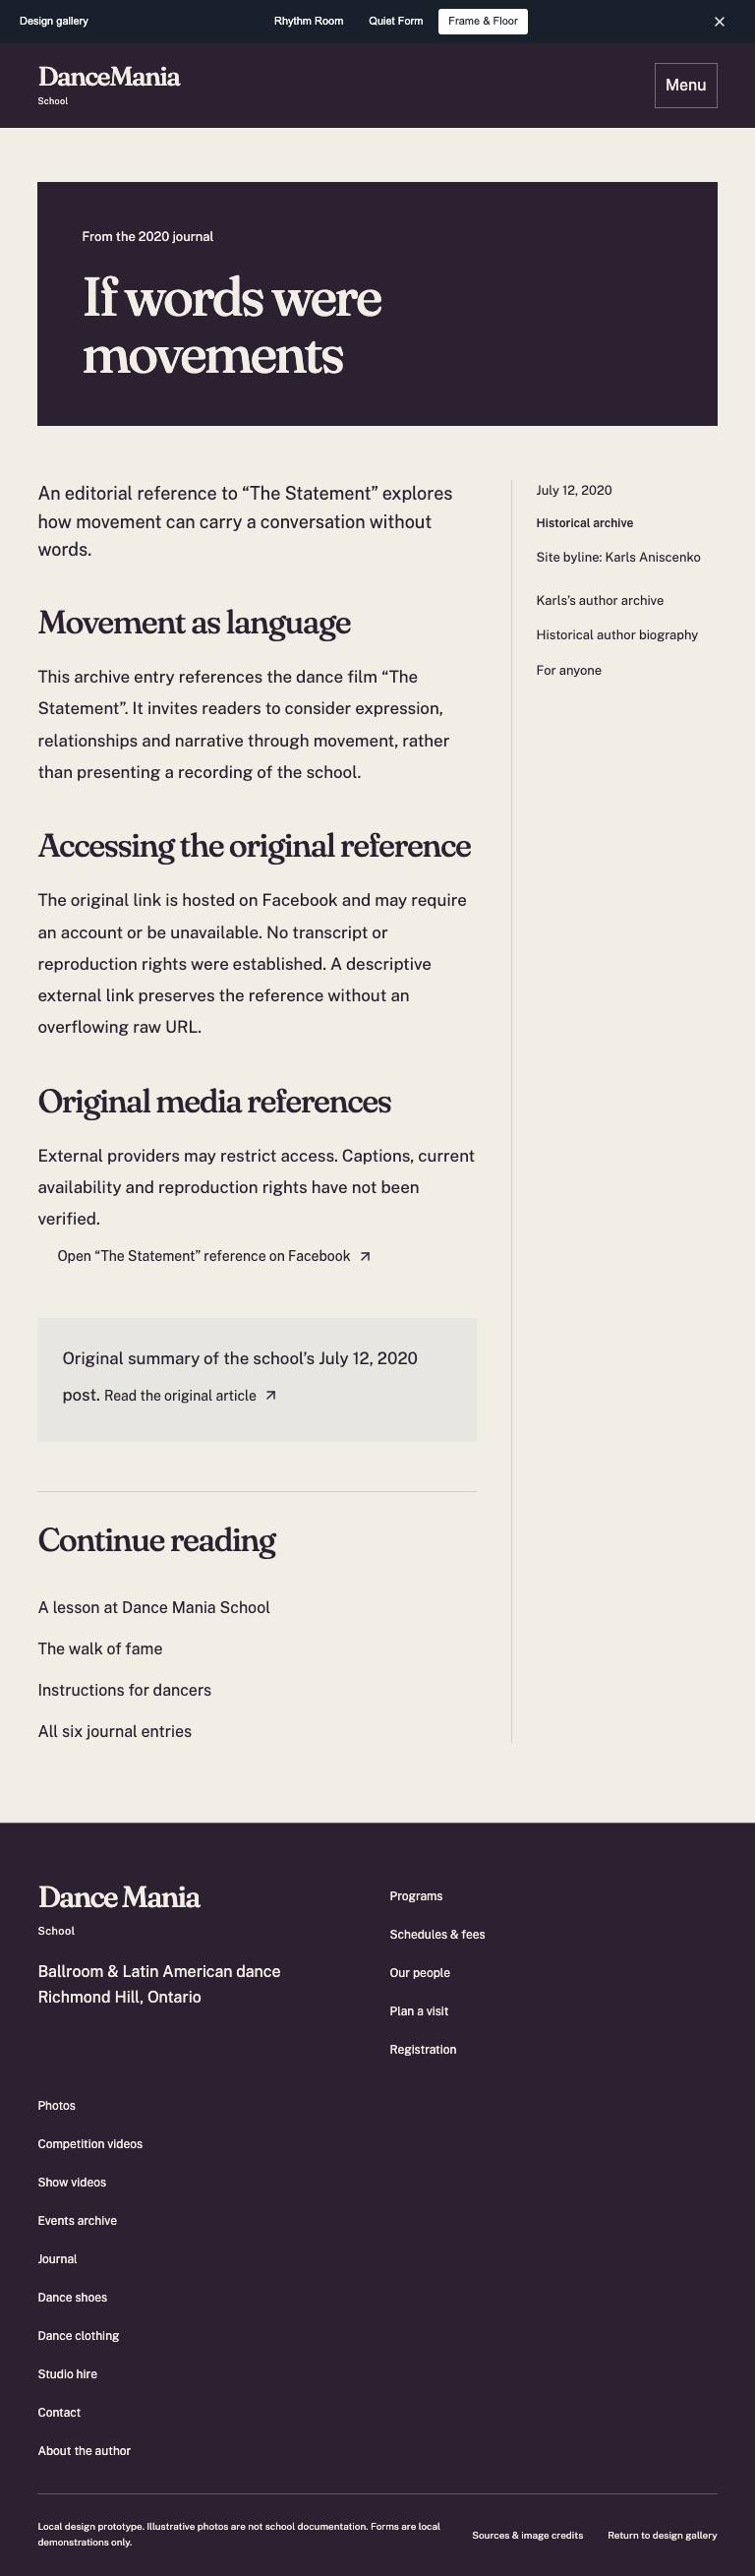 Design gallery
Rhythm Room
Quiet Form
Frame & Floor
×
DanceMania
School
Menu
From the 2020 journal
If words were
movements
An editorial reference to “The Statement” explores
how movement can carry a conversation without
words.
Movement as language
This archive entry references the dance film “The
Statement”. It invites readers to consider expression,
relationships and narrative through movement, rather
than presenting a recording of the school.
Accessing the original reference
The original link is hosted on Facebook and may require
an account or be unavailable. No transcript or
reproduction rights were established. A descriptive
external link preserves the reference without an
overflowing raw URL.
Original media references
External providers may restrict access. Captions, current
availability and reproduction rights have not been
verified.
Open “The Statement” reference on Facebook
Original summary of the school’s July 12, 2020
post. Read the original article
Continue reading
A lesson at Dance Mania School
The walk of fame
Instructions for dancers
All six journal entries
July 12, 2020
Historical archive
Site byline: Karls Aniscenko
Karls’s author archive
Historical author biography
For anyone
Dance Mania
School
Ballroom & Latin American dance
Richmond Hill, Ontario
Programs
Schedules & fees
Our people
Plan a visit
Registration
Photos
Competition videos
Show videos
Events archive
Journal
Dance shoes
Dance clothing
Studio hire
Contact
About the author
Local design prototype. Illustrative photos are not school documentation. Forms are local
demonstrations only.
Sources & image credits
Return to design gallery